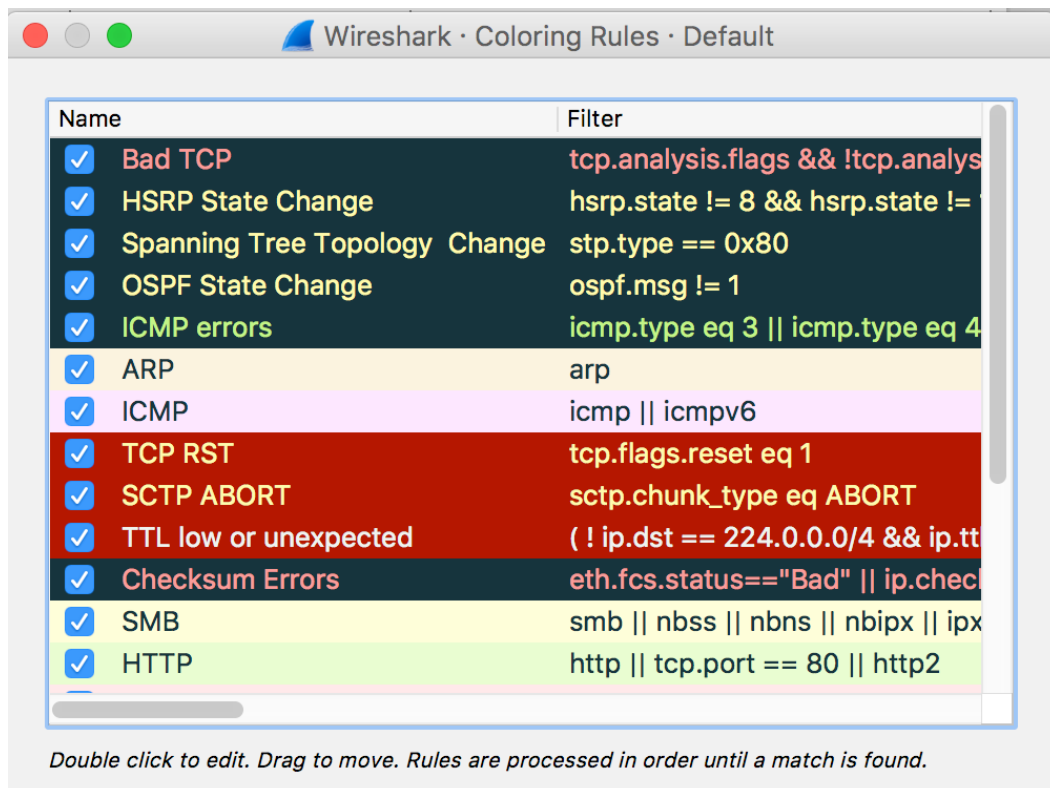 Wireshark · Coloring Rules · Default
Name Filter
Bad TCP tcp.analysis.flags && !tcp.analys
HSRP State Change hsrp.state != 8 && hsrp.state !=
Spanning Tree Topology  Change stp.type == 0x80
OSPF State Change ospf.msg != 1
ICMP errors icmp.type eq 3 || icmp.type eq 4
ARP arp
ICMP icmp || icmpv6
TCP RST tcp.flags.reset eq 1
SCTP ABORT sctp.chunk_type eq ABORT
TTL low or unexpected ( ! ip.dst == 224.0.0.0/4 && ip.ttl
Checksum Errors eth.fcs.status=="Bad" || ip.chec
SMB smb || nbss || nbns || nbipx || ipx
HTTP http || tcp.port == 80 || http2
Double click to edit. Drag to move. Rules are processed in order until a match is found.